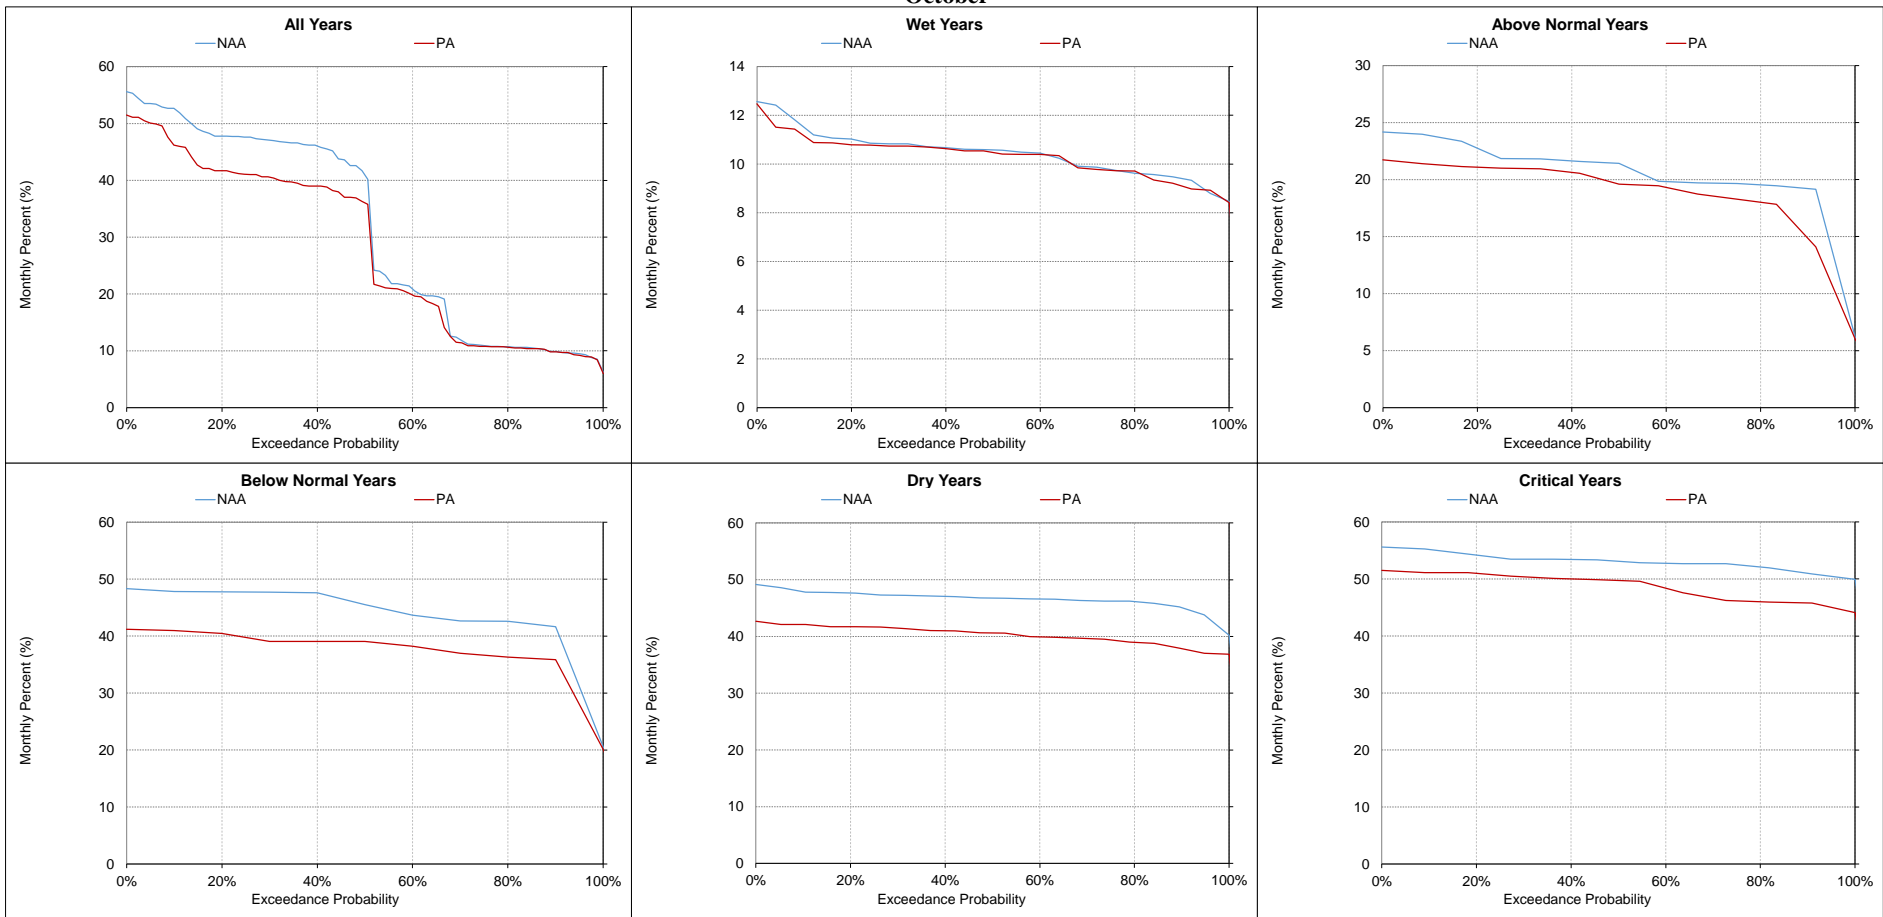 October
All Years
NAA PA
60
50
40
30
20
10
0
0% 20% 40% 60% 80% 100%
Monthly Percent (%)
Exceedance Probability
Wet Years
NAA PA
14
12
10
8
6
4
2
0
0% 20% 40% 60% 80% 100%
Monthly Percent (%)
Exceedance Probability
Above Normal Years
NAA PA
30
25
20
15
10
5
0
0% 20% 40% 60% 80% 100%
Monthly Percent (%)
Exceedance Probability
Below Normal Years
NAA PA
60
50
40
30
20
10
0
0% 20% 40% 60% 80% 100%
Monthly Percent (%)
Exceedance Probability
Dry Years
NAA PA
60
50
40
30
20
10
0
0% 20% 40% 60% 80% 100%
Monthly Percent (%)
Exceedance Probability
Critical Years
NAA PA
60
50
40
30
20
10
0
0% 20% 40% 60% 80% 100%
Monthly Percent (%)
Exceedance Probability